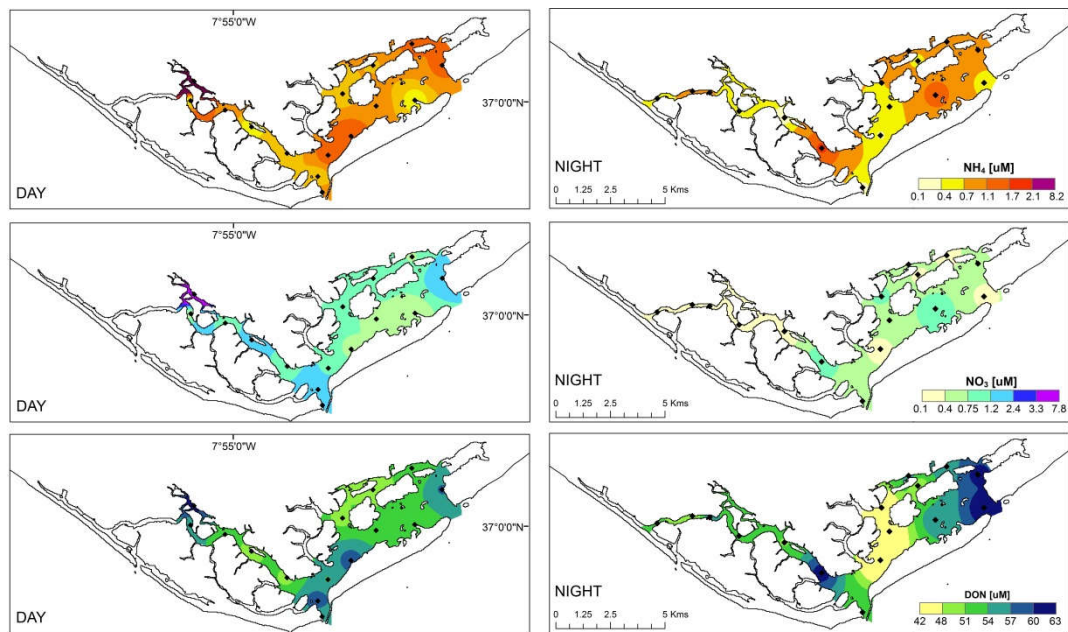 7°55'0"W
37°0'0"N
DAY
NIGHT
0 1.25 2.5 5 Kms
NH₄ [uM]
0.1 0.4 0.7 1.1 1.7 2.1 8.2
7°55'0"W
37°0'0"N
DAY
NIGHT
0 1.25 2.5 5 Kms
NO₃ [uM]
0.1 0.4 0.75 1.2 2.4 3.3 7.8
7°55'0"W
37°0'0"N
DAY
NIGHT
0 1.25 2.5 5 Kms
DON [uM]
42 48 51 54 57 60 63